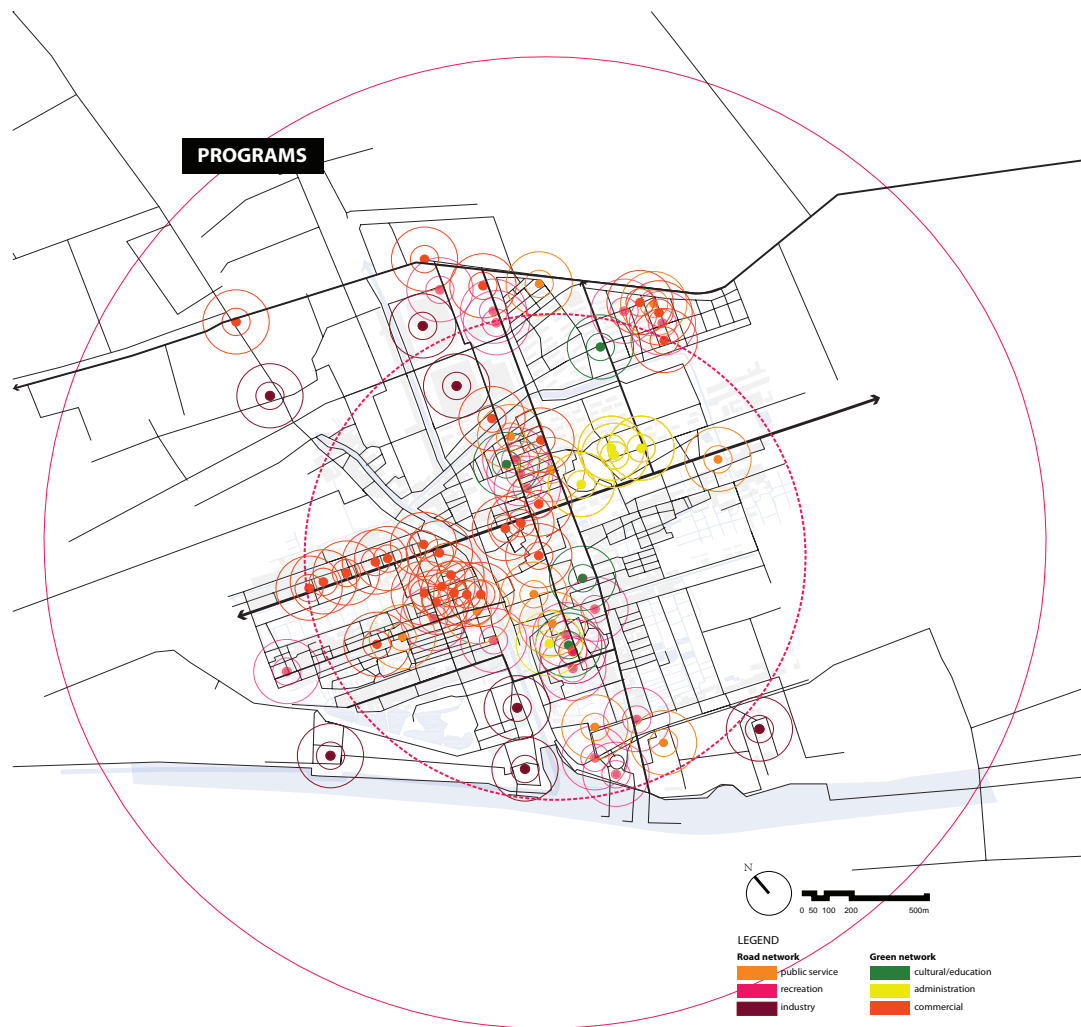 PROGRAMS
N
0 50 100 200 500m
LEGEND
Road network
public service
recreation
industry
Green network
cultural/education
administration
commercial